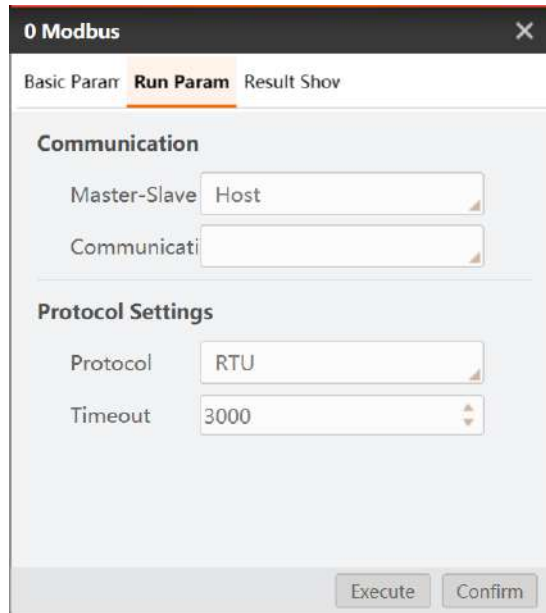 0 Modbus
Basic Param Run Param Result Show
Communication
Master-Slave Host
Communicati
Protocol Settings
Protocol RTU
Timeout 3000
Execute Confirm